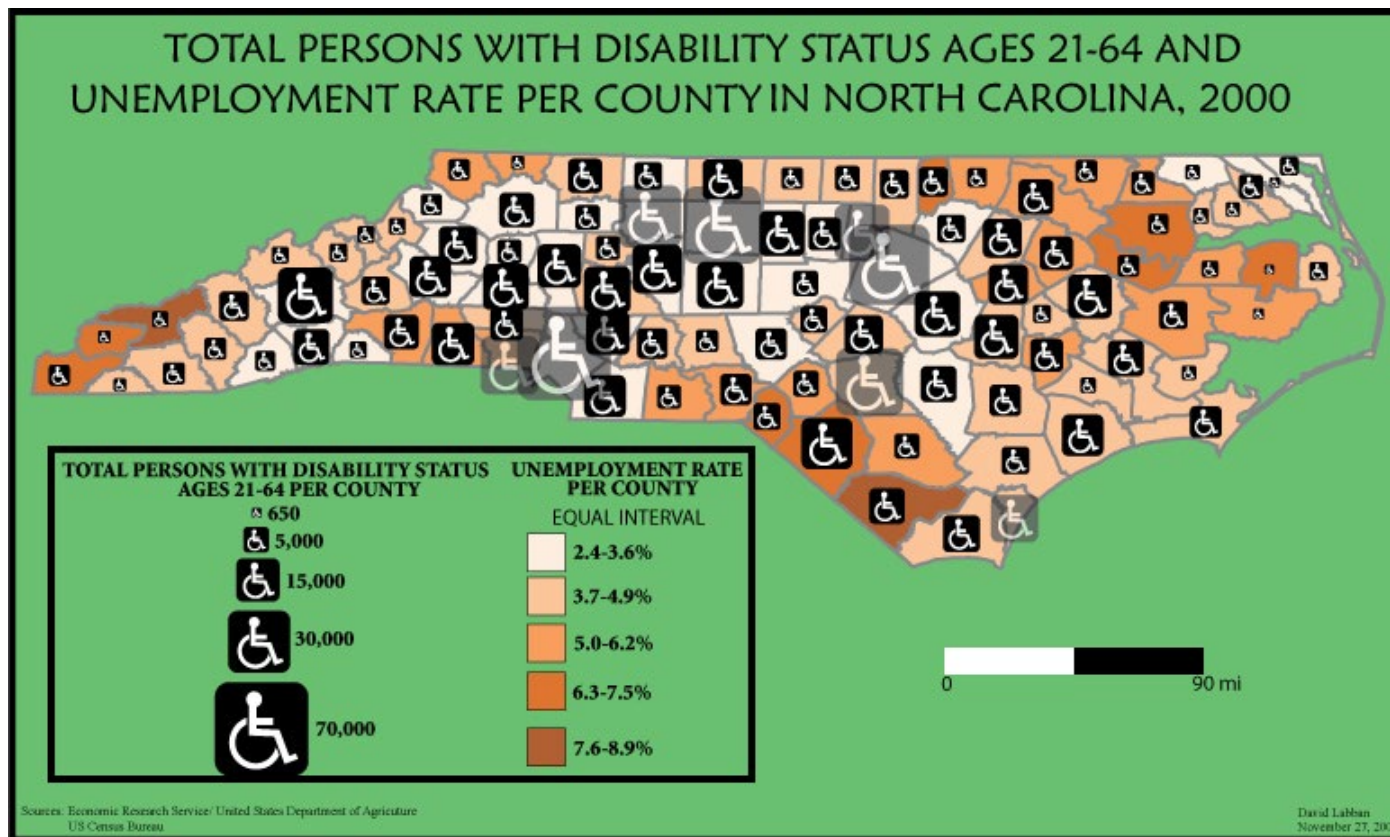 TOTAL PERSONS WITH DISABILITY STATUS AGES 21-64 AND
UNEMPLOYMENT RATE PER COUNTY IN NORTH CAROLINA, 2000
TOTAL PERSONS WITH DISABILITY STATUS
AGES 21-64 PER COUNTY
650
5,000
15,000
30,000
70,000
UNEMPLOYMENT RATE
PER COUNTY
EQUAL INTERVAL
2.4-3.6%
3.7-4.9%
5.0-6.2%
6.3-7.5%
7.6-8.9%
0 90 mi
Sources: Economic Research Service/ United States Department of Agricuture
US Census Bureau
David Labban
November 27, 200